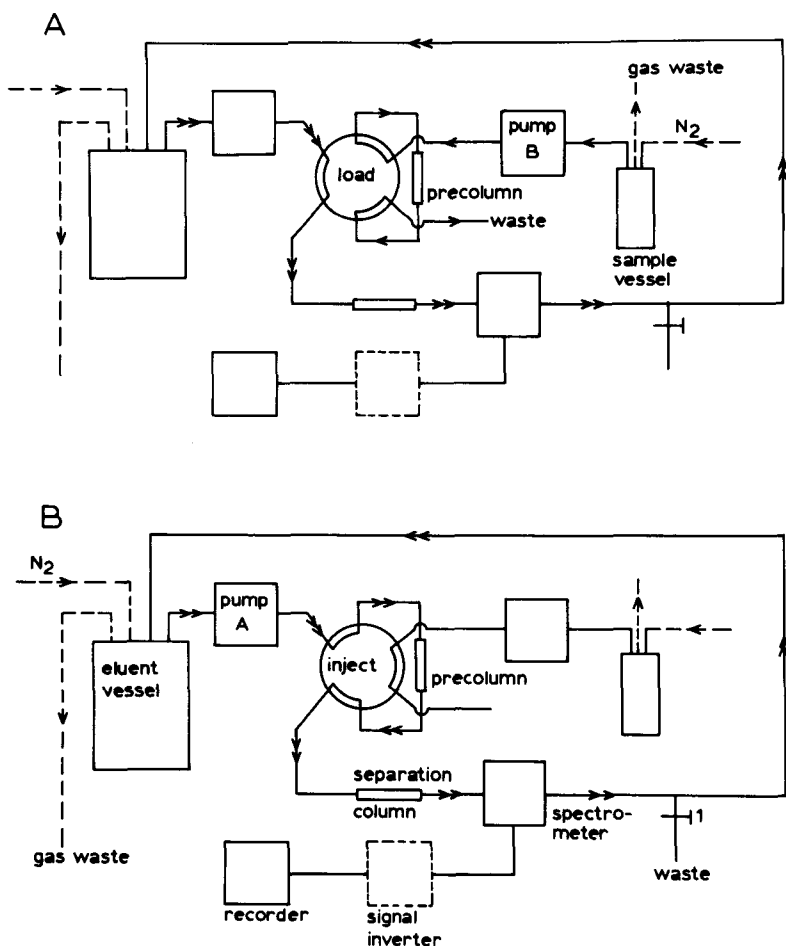 A
gas waste
N2
pump
B
load
precolumn
waste
sample
vessel
B
N2
pump
A
eluent
vessel
inject
precolumn
separation
column
spectro-
meter
1
gas waste
waste
recorder
signal
inverter